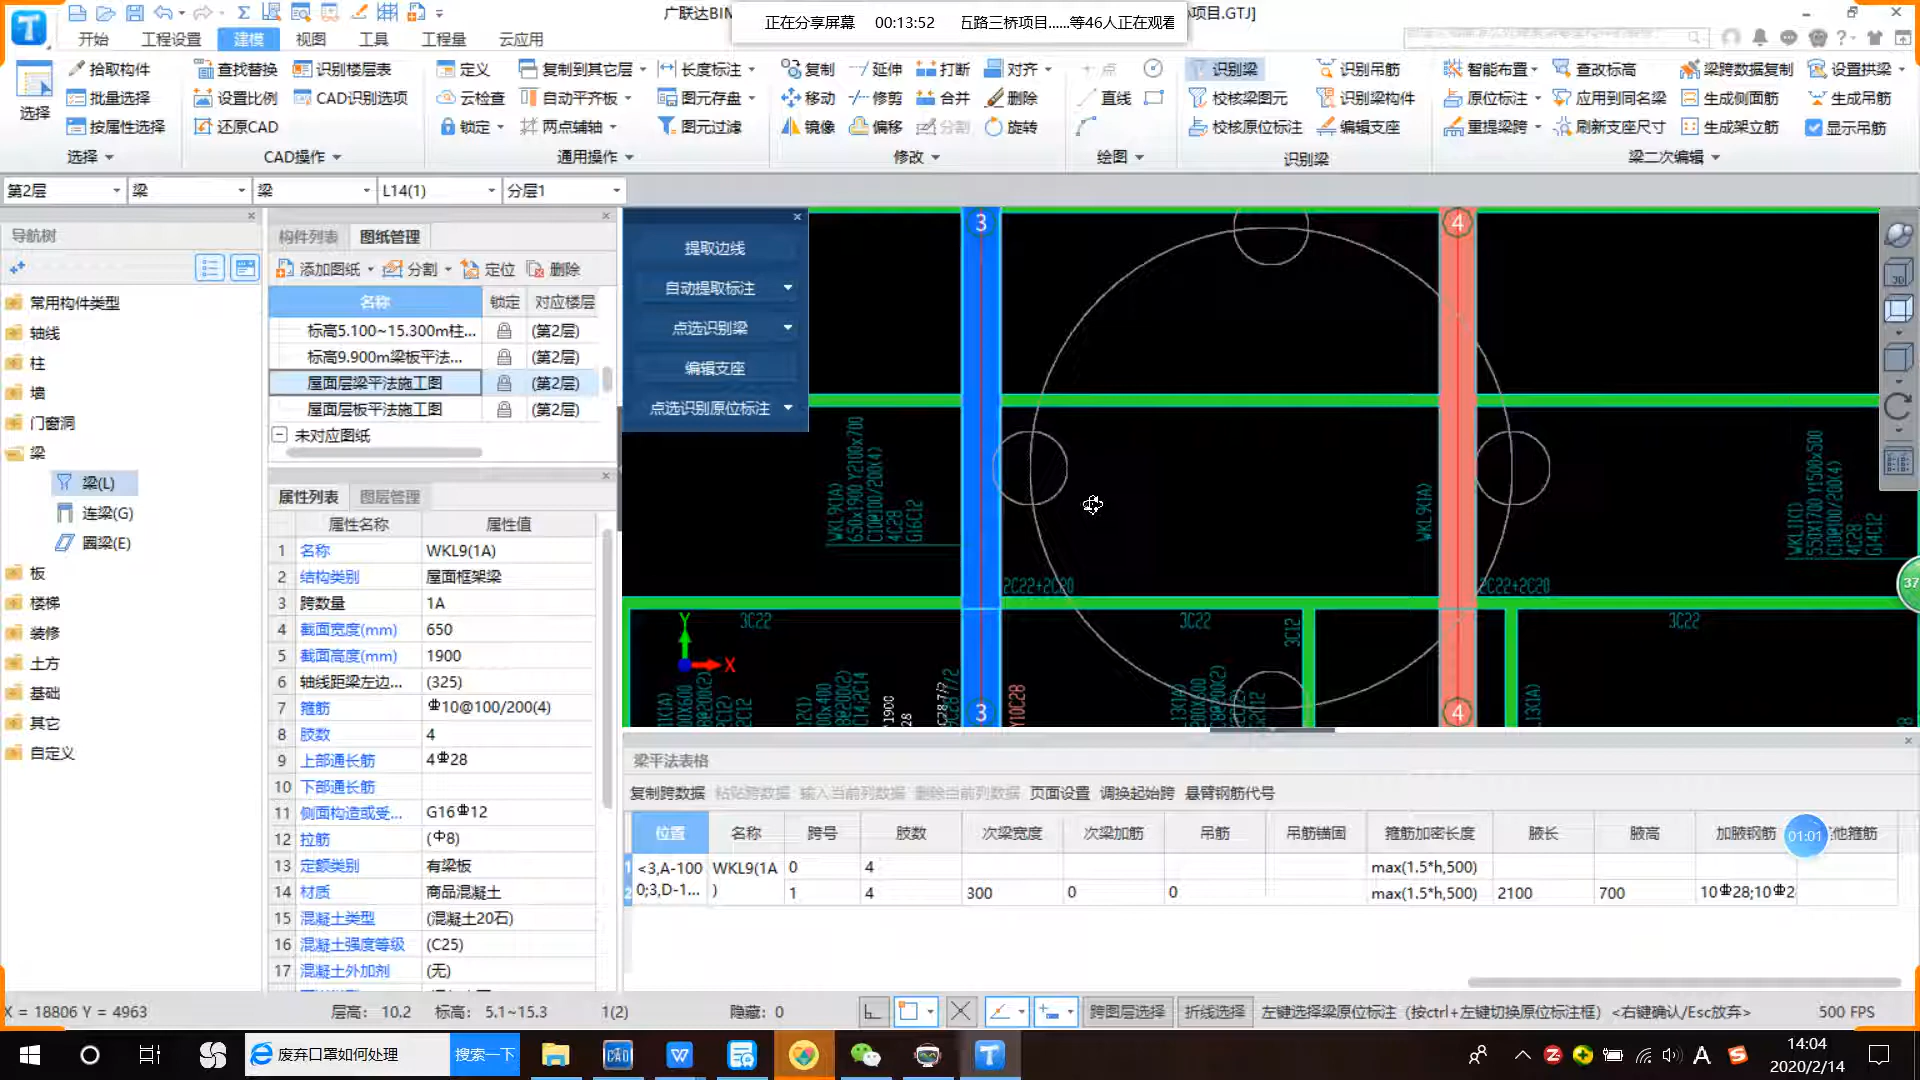 广联达BIM
正在分享屏幕 00:13:52 五路三桥项目......等46人正在观看
项目.GTJ]
开始 工程设置 建模 视图 工具 工程量 云应用
选择
拾取构件
批量选择
按属性选择
选择
查找替换 识别楼层表
设置比例 CAD识别选项
还原CAD
CAD操作
定义 复制到其它层 长度标注
云检查 自动平齐板 图元存盘
锁定 两点辅轴 图元过滤
通用操作
复制 延伸 打断 对齐
移动 修剪 合并 删除
镜像 偏移 分割 旋转
修改
点
直线
绘图
识别梁 识别吊筋
校核梁图元 识别梁构件
校核原位标注 编辑支座
识别梁
智能布置 查改标高 梁跨数据复制 设置拱梁
原位标注 应用到同名梁 生成侧面筋 生成吊筋
重提梁跨 刷新支座尺寸 生成架立筋 显示吊筋
梁二次编辑
第2层 梁 梁 L14(1) 分层1
导航树
常用构件类型
轴线
柱
墙
门窗洞
梁
梁(L)
连梁(G)
圈梁(E)
板
楼梯
装修
土方
基础
其它
自定义
构件列表 图纸管理
添加图纸 分割 定位 删除
名称 锁定 对应楼层
标高5.100~15.300m柱... (第2层)
标高9.900m梁板平法... (第2层)
屋面层梁平法施工图 (第2层)
屋面层板平法施工图 (第2层)
未对应图纸
属性列表 图层管理
属性名称 属性值
1 名称 WKL9(1A)
2 结构类别 屋面框架梁
3 跨数量 1A
4 截面宽度(mm) 650
5 截面高度(mm) 1900
6 轴线距梁左边... (325)
7 箍筋 ⏀10@100/200(4)
8 肢数 4
9 上部通长筋 4⏀28
10 下部通长筋
11 侧面构造或受... G16⏀12
12 拉筋 (⏀8)
13 定额类别 有梁板
14 材质 商品混凝土
15 混凝土类型 (混凝土20石)
16 混凝土强度等级 (C25)
17 混凝土外加剂 (无)
提取边线
自动提取标注
点选识别梁
编辑支座
点选识别原位标注
3 4
WKL9(1A)
650x1900 Y2100x700
C10@100/200(4)
4C28
G16C12
WKL9(1A)
WKL11(1)
550X1700 Y1500x500
C10@100/200(4)
4C28
G14C12
2C22+2C20 2C22+2C20
3C22 3C22 3C12 3C22
Y X
Y10C28
3 4
37
梁平法表格
复制跨数据 粘贴跨数据 输入当前列数据 删除当前列数据 页面设置 调换起始跨 悬臂钢筋代号
位置 名称 跨号 肢数 次梁宽度 次梁加筋 吊筋 吊筋锚固 箍筋加密长度 腋长 腋高 加腋钢筋 他箍筋
01:01
1 <3,A-100 WKL9(1A 0 4 max(1.5*h,500)
2 0;3,D-1... ) 1 4 300 0 0 max(1.5*h,500) 2100 700 10⏀28;10⏀2
X = 18806 Y = 4963 层高: 10.2 标高: 5.1~15.3 1(2) 隐藏: 0 跨图层选择 折线选择 左键选择梁原位标注（按ctrl+左键切换原位标注框）<右键确认/Esc放弃> 500 FPS
废弃口罩如何处理 搜索一下
14:04
2020/2/14